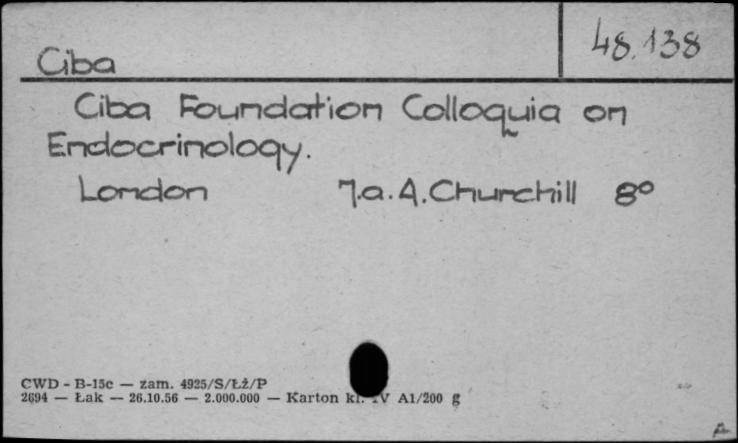 Ciba
48.138
Ciba Foundation Colloquia on
Endocrinology.
London 7.a.A.Churchill 8°
CWD - B-15c — zam. 4925/S/Łż/P
2694 — Łak — 26.10.56 — 2.000.000 — Karton kl. IV A1/200 g